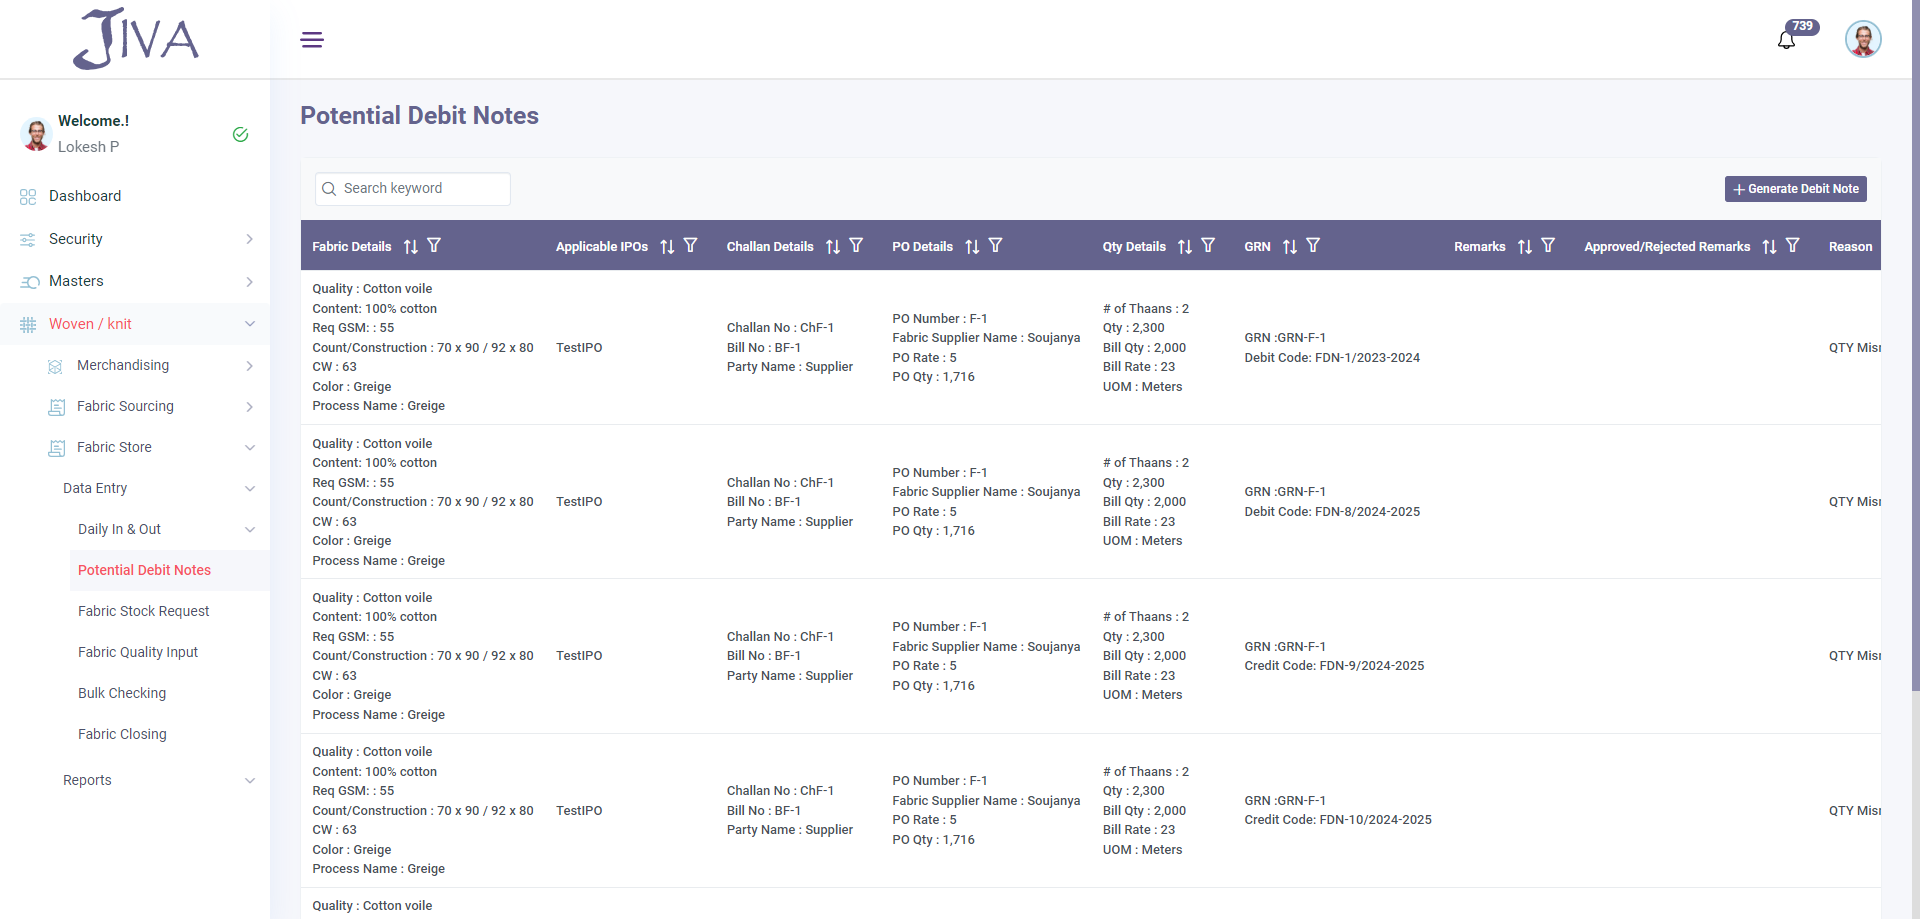 JIVA
739
Welcome.!
Lokesh P
Dashboard
Security
Masters
Woven / knit
Merchandising
Fabric Sourcing
Fabric Store
Data Entry
Daily In & Out
Potential Debit Notes
Fabric Stock Request
Fabric Quality Input
Bulk Checking
Fabric Closing
Reports
Potential Debit Notes
Search keyword
Generate Debit Note
Fabric Details Applicable IPOs Challan Details PO Details Qty Details GRN Remarks Approved/Rejected Remarks Reason
Quality : Cotton voile
Content: 100% cotton
Req GSM: : 55
Count/Construction : 70 x 90 / 92 x 80
CW : 63
Color : Greige
Process Name : Greige
TestIPO
Challan No : ChF-1
Bill No : BF-1
Party Name : Supplier
PO Number : F-1
Fabric Supplier Name : Soujanya
PO Rate : 5
PO Qty : 1,716
# of Thaans : 2
Qty : 2,300
Bill Qty : 2,000
Bill Rate : 23
UOM : Meters
GRN :GRN-F-1
Debit Code: FDN-1/2023-2024
QTY Mis
Quality : Cotton voile
Content: 100% cotton
Req GSM: : 55
Count/Construction : 70 x 90 / 92 x 80
CW : 63
Color : Greige
Process Name : Greige
TestIPO
Challan No : ChF-1
Bill No : BF-1
Party Name : Supplier
PO Number : F-1
Fabric Supplier Name : Soujanya
PO Rate : 5
PO Qty : 1,716
# of Thaans : 2
Qty : 2,300
Bill Qty : 2,000
Bill Rate : 23
UOM : Meters
GRN :GRN-F-1
Debit Code: FDN-8/2024-2025
QTY Mis
Quality : Cotton voile
Content: 100% cotton
Req GSM: : 55
Count/Construction : 70 x 90 / 92 x 80
CW : 63
Color : Greige
Process Name : Greige
TestIPO
Challan No : ChF-1
Bill No : BF-1
Party Name : Supplier
PO Number : F-1
Fabric Supplier Name : Soujanya
PO Rate : 5
PO Qty : 1,716
# of Thaans : 2
Qty : 2,300
Bill Qty : 2,000
Bill Rate : 23
UOM : Meters
GRN :GRN-F-1
Credit Code: FDN-9/2024-2025
QTY Mis
Quality : Cotton voile
Content: 100% cotton
Req GSM: : 55
Count/Construction : 70 x 90 / 92 x 80
CW : 63
Color : Greige
Process Name : Greige
TestIPO
Challan No : ChF-1
Bill No : BF-1
Party Name : Supplier
PO Number : F-1
Fabric Supplier Name : Soujanya
PO Rate : 5
PO Qty : 1,716
# of Thaans : 2
Qty : 2,300
Bill Qty : 2,000
Bill Rate : 23
UOM : Meters
GRN :GRN-F-1
Credit Code: FDN-10/2024-2025
QTY Mis
Quality : Cotton voile